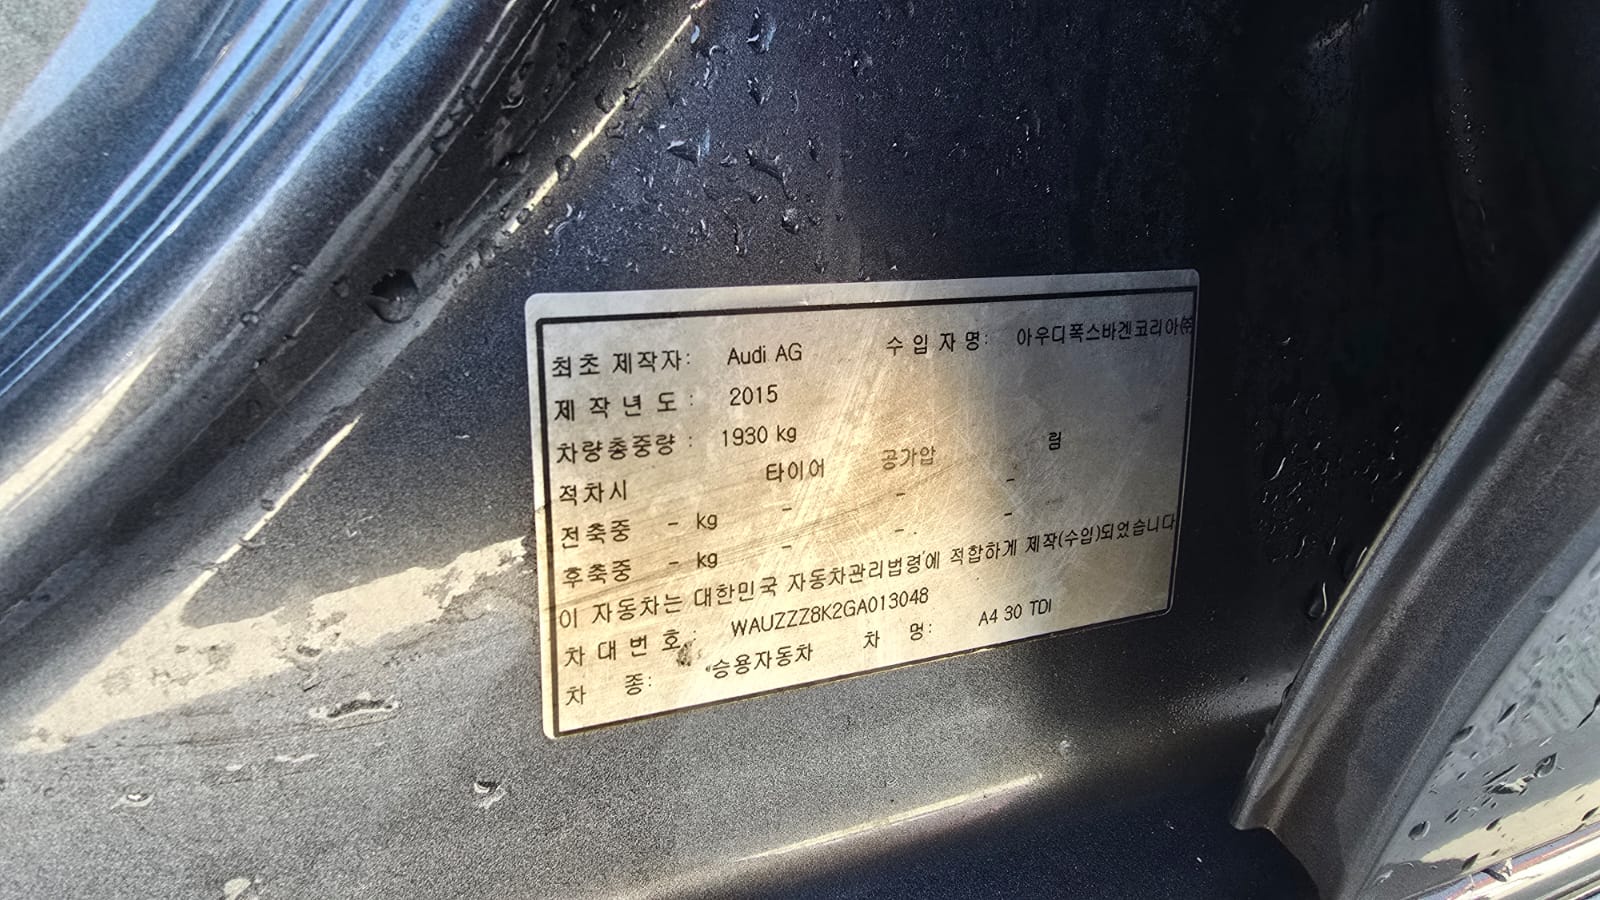 최초 제작자: Audi AG 수입자명: 아우디폭스바겐코리아(주)
제작년도: 2015
차량총중량: 1930 kg
적차시 타이어 공기압 림
전축중 - kg - - -
후축중 - kg - - -
이 자동차는 대한민국 자동차관리법령에 적합하게 제작(수입)되었습니다
차대번호: WAUZZZ8K2GA013048
차 종: 승용자동차 차 명: A4 30 TDI